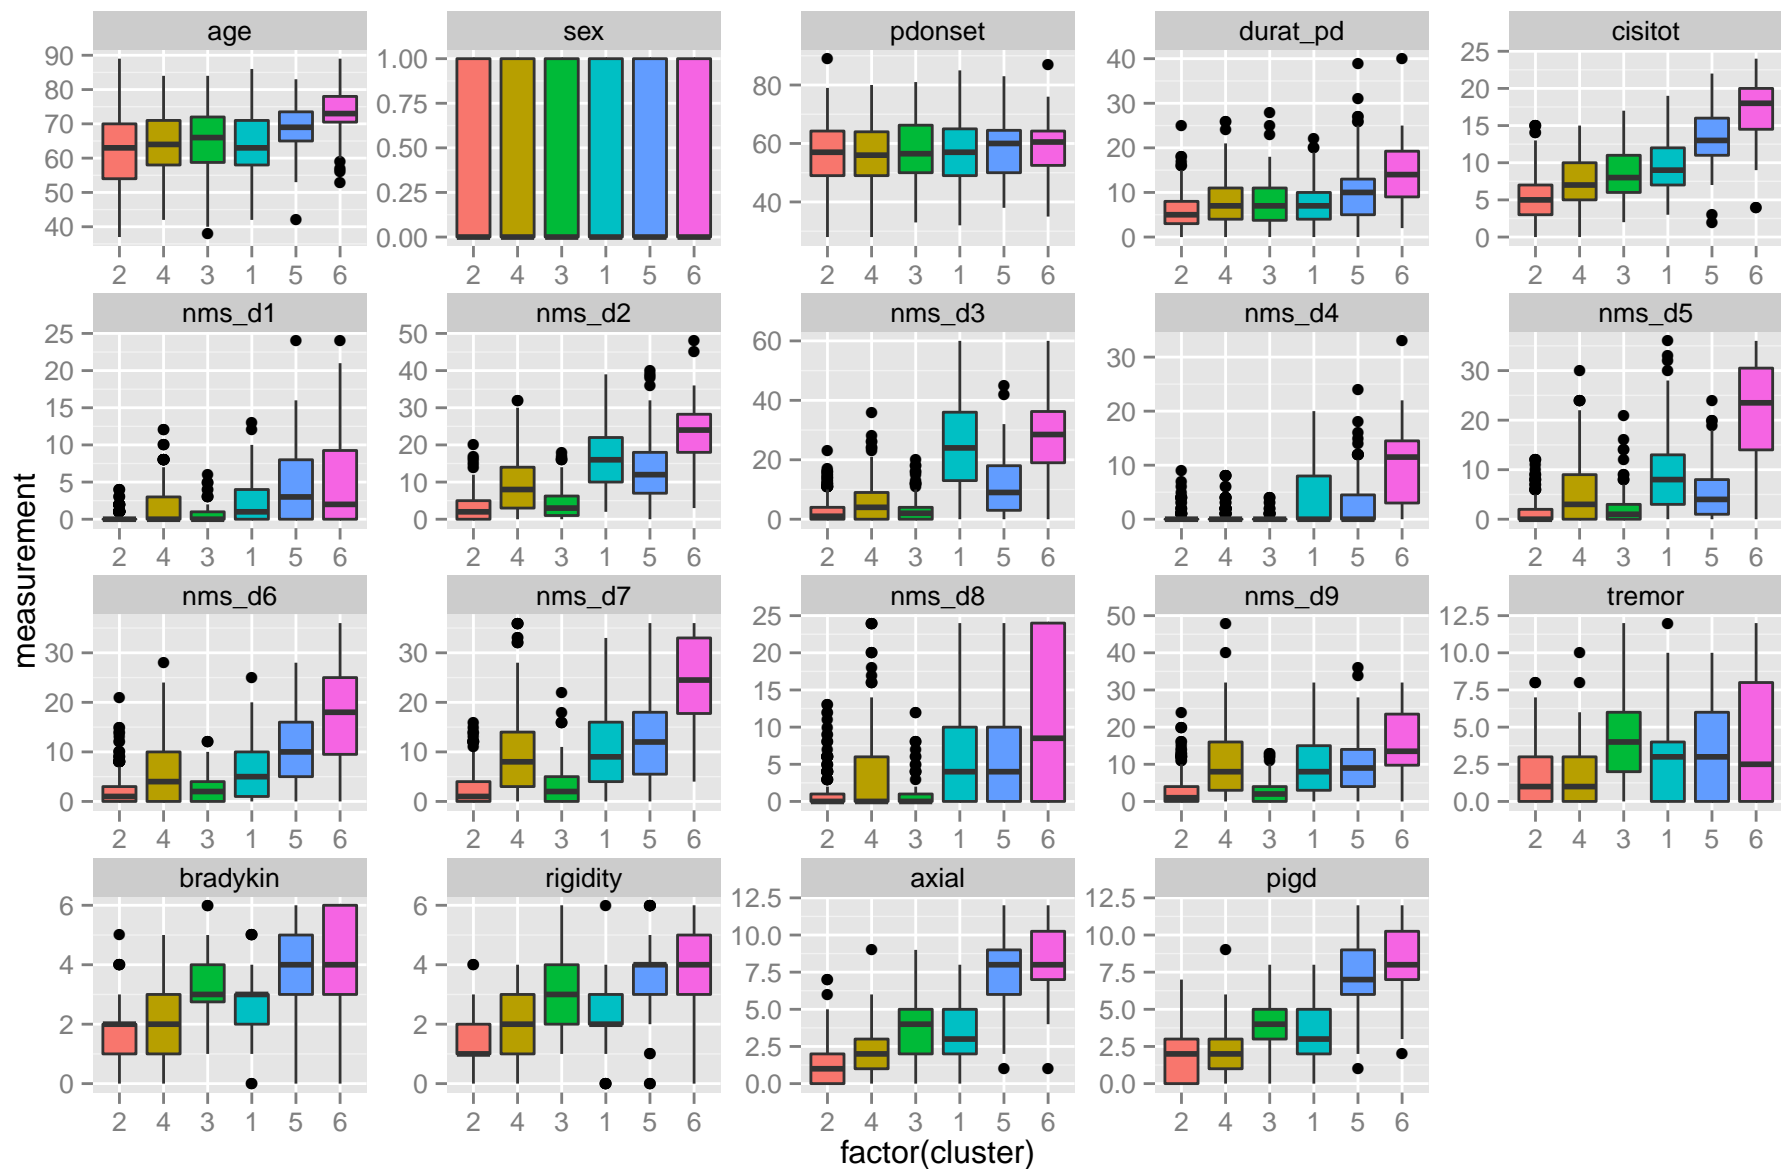 age sex pdonset durat_pd cisitot
90 80 70 60 50 40
1.00 0.75 0.50 0.25 0.00
80 60 40
40 30 20 10 0
25 20 15 10 5 0
2 4 3 1 5 6 2 4 3 1 5 6 2 4 3 1 5 6 2 4 3 1 5 6 2 4 3 1 5 6
nms_d1 nms_d2 nms_d3 nms_d4 nms_d5
25 20 15 10 5 0
50 40 30 20 10 0
60 40 20 0
30 20 10 0
30 20 10 0
2 4 3 1 5 6 2 4 3 1 5 6 2 4 3 1 5 6 2 4 3 1 5 6 2 4 3 1 5 6
measurement
nms_d6 nms_d7 nms_d8 nms_d9 tremor
30 20 10 0
30 20 10 0
25 20 15 10 5 0
50 40 30 20 10 0
12.5 10.0 7.5 5.0 2.5 0.0
2 4 3 1 5 6 2 4 3 1 5 6 2 4 3 1 5 6 2 4 3 1 5 6 2 4 3 1 5 6
bradykin rigidity axial pigd
6 4 2 0
6 4 2 0
12.5 10.0 7.5 5.0 2.5 0.0
12.5 10.0 7.5 5.0 2.5 0.0
2 4 3 1 5 6 2 4 3 1 5 6 2 4 3 1 5 6 2 4 3 1 5 6
factor(cluster)